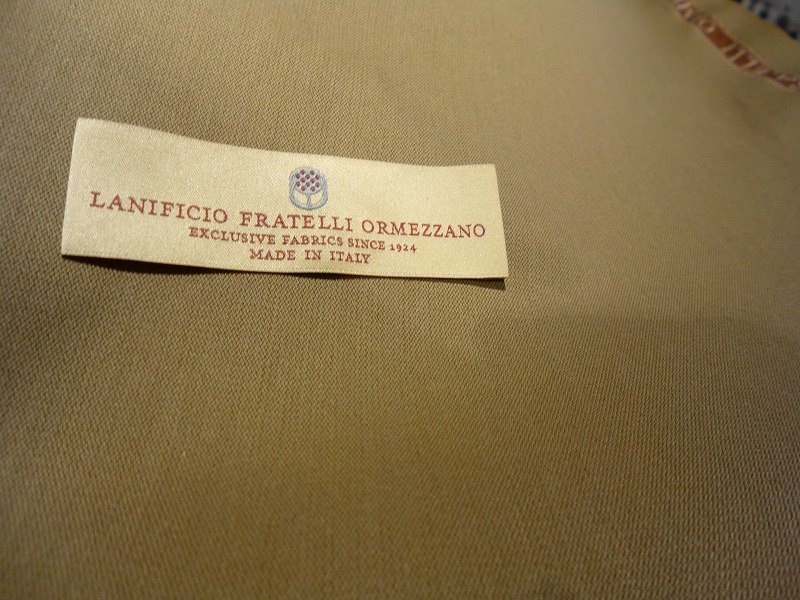 LANIFICIO FRATELLI ORMEZZANO
EXCLUSIVE FABRICS SINCE 1924
MADE IN ITALY